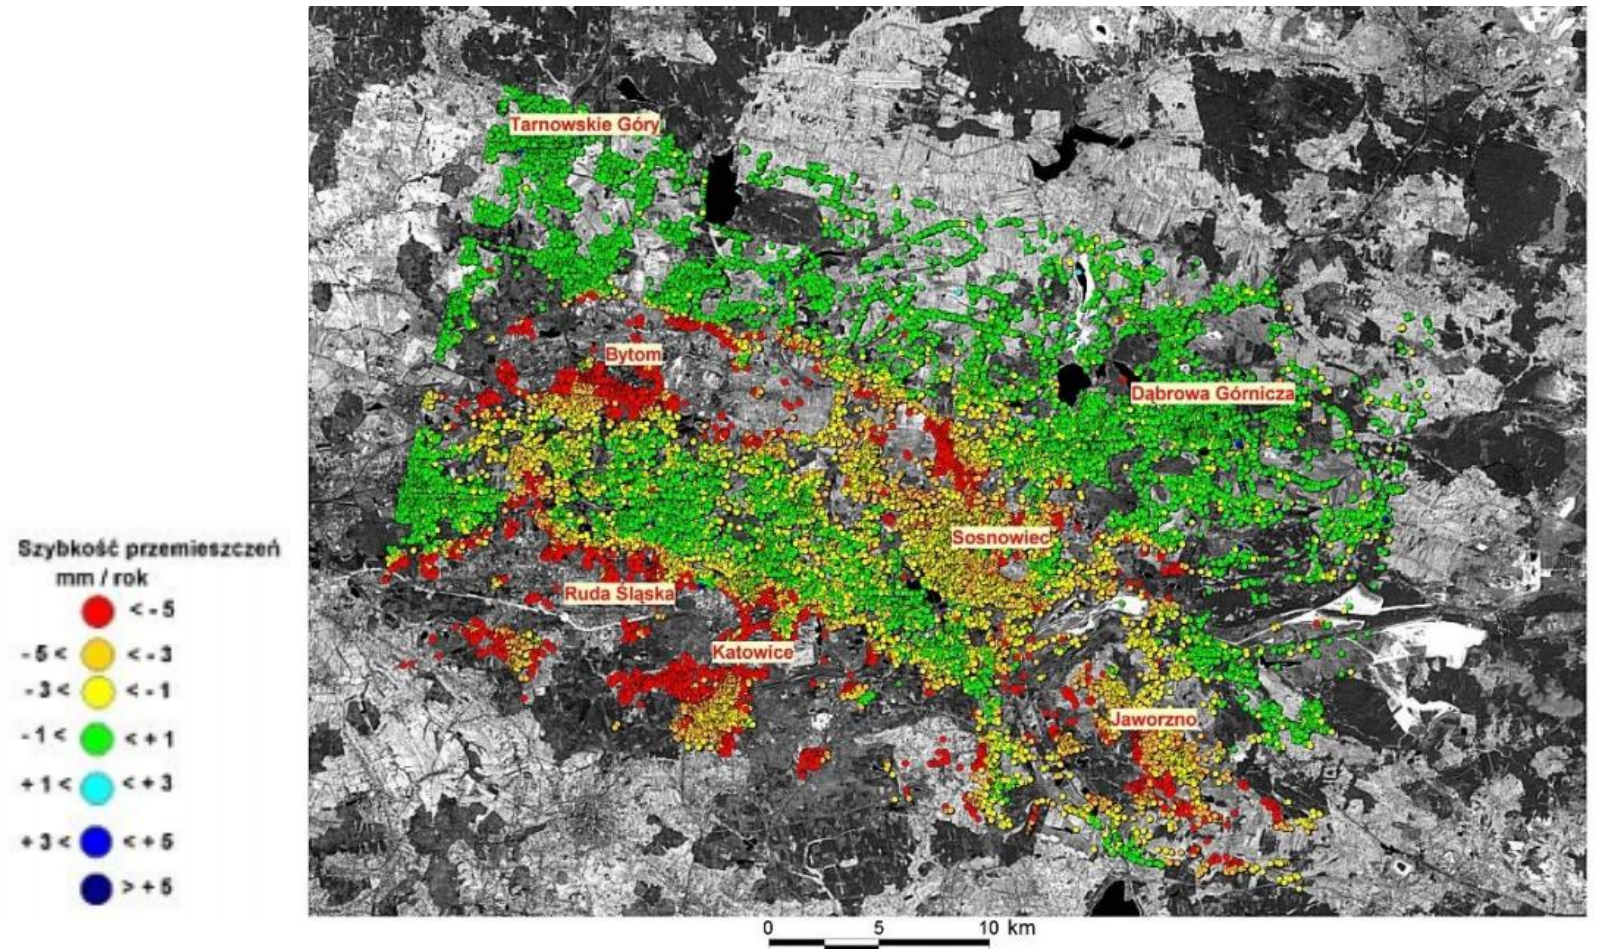 Tarnowskie Góry
Bytom
Dąbrowa Górnicza
Sosnowiec
Ruda Śląska
Katowice
Jaworzno
Szybkość przemieszczeń
mm / rok
< - 5
- 5 < < - 3
- 3 < < - 1
- 1 < < + 1
+ 1 < < + 3
+ 3 < < + 5
> + 5
0 5 10 km